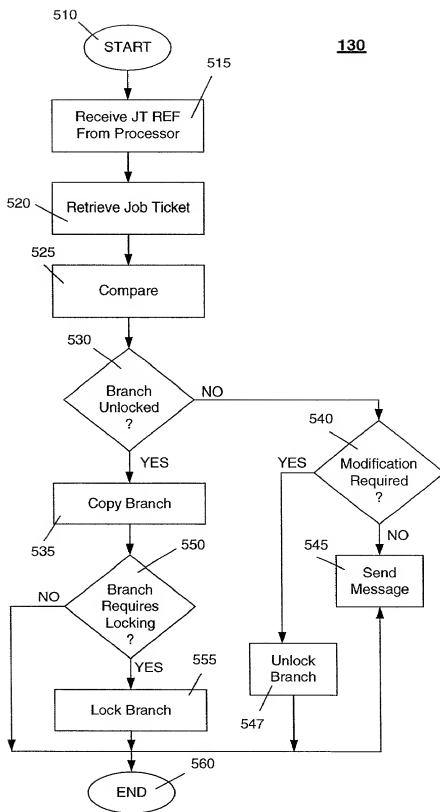 510
START
130
515
Receive JT REF
From Processor
520
Retrieve Job Ticket
525
Compare
530
Branch
Unlocked
?
NO
YES
540
Modification
Required
?
YES
NO
Copy Branch
535
550
Branch
Requires
Locking
?
NO
YES
545
Send
Message
Unlock
Branch
547
555
Lock Branch
560
END